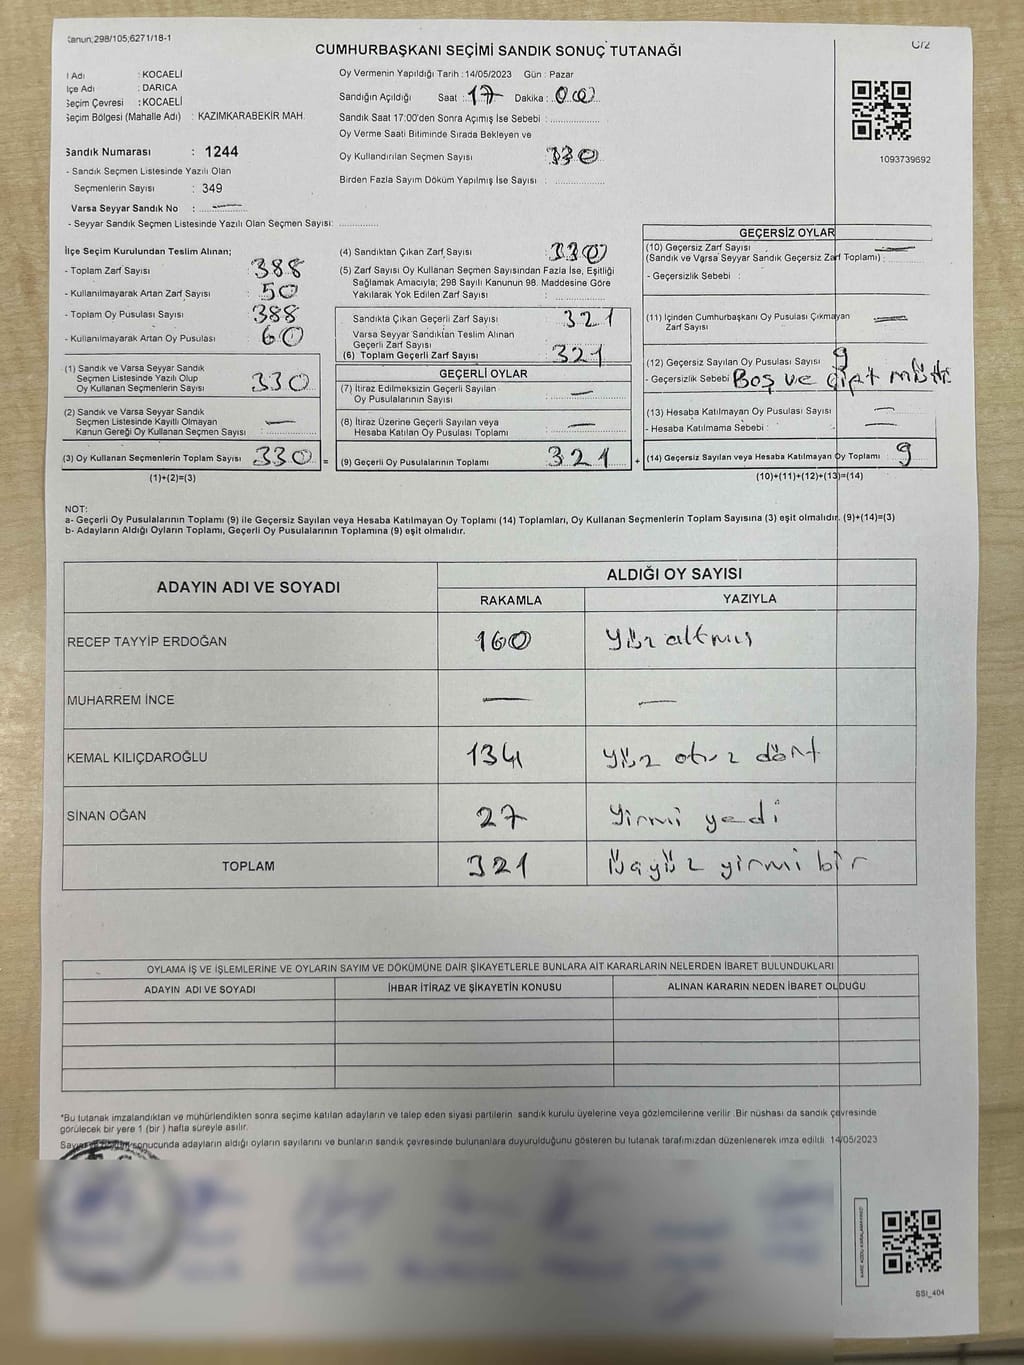 Kanun;298/105;6271/18-1
C/2
CUMHURBAŞKANI SEÇİMİ SANDIK SONUÇ TUTANAĞI
İl Adı : KOCAELİ
İlçe Adı : DARICA
Seçim Çevresi : KOCAELİ
Seçim Bölgesi (Mahalle Adı) : KAZIMKARABEKİR MAH.
Sandık Numarası : 1244
- Sandık Seçmen Listesinde Yazılı Olan
Seçmenlerin Sayısı : 349
Varsa Seyyar Sandık No : —
- Seyyar Sandık Seçmen Listesinde Yazılı Olan Seçmen Sayısı:
Oy Vermenin Yapıldığı Tarih : 14/05/2023 Gün : Pazar
Sandığın Açıldığı Saat : 17 Dakika : 00
Sandık Saat 17:00'den Sonra Açımış İse Sebebi :
Oy Verme Saati Bitiminde Sırada Bekleyen ve
Oy Kullandırılan Seçmen Sayısı 330
Birden Fazla Sayım Döküm Yapılmış İse Sayısı :
1093739692
İlçe Seçim Kurulundan Teslim Alınan;
- Toplam Zarf Sayısı : 388
- Kullanılmayarak Artan Zarf Sayısı : 50
- Toplam Oy Pusulası Sayısı : 388
- Kullanılmayarak Artan Oy Pusulası : 60
(1) Sandık ve Varsa Seyyar Sandık
Seçmen Listesinde Yazılı Olup
Oy Kullanan Seçmenlerin Sayısı : 330
(2) Sandık ve Varsa Seyyar Sandık
Seçmen Listesinde Kayıtlı Olmayan
Kanun Gereği Oy Kullanan Seçmen Sayısı : —
(3) Oy Kullanan Seçmenlerin Toplam Sayısı : 330 =
(1)+(2)=(3)
(4) Sandıktan Çıkan Zarf Sayısı : 330
(5) Zarf Sayısı Oy Kullanan Seçmen Sayısından Fazla İse, Eşitliği
Sağlamak Amacıyla; 298 Sayılı Kanunun 98. Maddesine Göre
Yakılarak Yok Edilen Zarf Sayısı :
Sandıkta Çıkan Geçerli Zarf Sayısı : 321
Varsa Seyyar Sandıktan Teslim Alınan
Geçerli Zarf Sayısı :
(6) Toplam Geçerli Zarf Sayısı : 321
GEÇERLİ OYLAR
(7) İtiraz Edilmeksizin Geçerli Sayılan
Oy Pusulalarının Sayısı : —
(8) İtiraz Üzerine Geçerli Sayılan veya
Hesaba Katılan Oy Pusulası Toplamı : —
(9) Geçerli Oy Pusulalarının Toplamı : 321 +
GEÇERSİZ OYLAR
(10) Geçersiz Zarf Sayısı —
(Sandık ve Varsa Seyyar Sandık Geçersiz Zarf Toplamı) :
- Geçersizlik Sebebi :
(11) İçinden Cumhurbaşkanı Oy Pusulası Çıkmayan
Zarf Sayısı : —
(12) Geçersiz Sayılan Oy Pusulası Sayısı : 9
- Geçersizlik Sebebi : Boş ve çift
(13) Hesaba Katılmayan Oy Pusulası Sayısı : —
- Hesaba Katılmama Sebebi : —
(14) Geçersiz Sayılan veya Hesaba Katılmayan Oy Toplamı : 9
(10)+(11)+(12)+(13)=(14)
NOT:
a- Geçerli Oy Pusulalarının Toplamı (9) ile Geçersiz Sayılan veya Hesaba Katılmayan Oy Toplamı (14) Toplamları, Oy Kullanan Seçmenlerin Toplam Sayısına (3) eşit olmalıdır. (9)+(14)=(3)
b- Adayların Aldığı Oyların Toplamı, Geçerli Oy Pusulalarının Toplamına (9) eşit olmalıdır.
ADAYIN ADI VE SOYADI ALDIĞI OY SAYISI
RAKAMLA YAZIYLA
RECEP TAYYİP ERDOĞAN 160 Yüz altmış
MUHARREM İNCE — —
KEMAL KILIÇDAROĞLU 134 Yüz otuz dört
SİNAN OĞAN 27 Yirmi yedi
TOPLAM 321 Üçyüz yirmi bir
OYLAMA İŞ VE İŞLEMLERİNE VE OYLARIN SAYIM VE DÖKÜMÜNE DAİR ŞİKAYETLERLE BUNLARA AİT KARARLARIN NELERDEN İBARET BULUNDUKLARI
ADAYIN ADI VE SOYADI İHBAR İTİRAZ VE ŞİKAYETİN KONUSU ALINAN KARARIN NEDEN İBARET OLDUĞU
*Bu tutanak imzalandıktan ve mühürlendikten sonra seçime katılan adayların ve talep eden siyasi partilerin sandık kurulu üyelerine veya gözlemcilerine verilir. Bir nüshası da sandık çevresinde
görülecek bir yere 1 (bir) hafta süreyle asılır.
sonucunda adayların aldığı oyların sayılarını ve bunların sandık çevresinde bulunanlara duyurulduğunu gösteren bu tutanak tarafımızdan düzenlenerek imza edildi. 14/05/2023
SSI_404